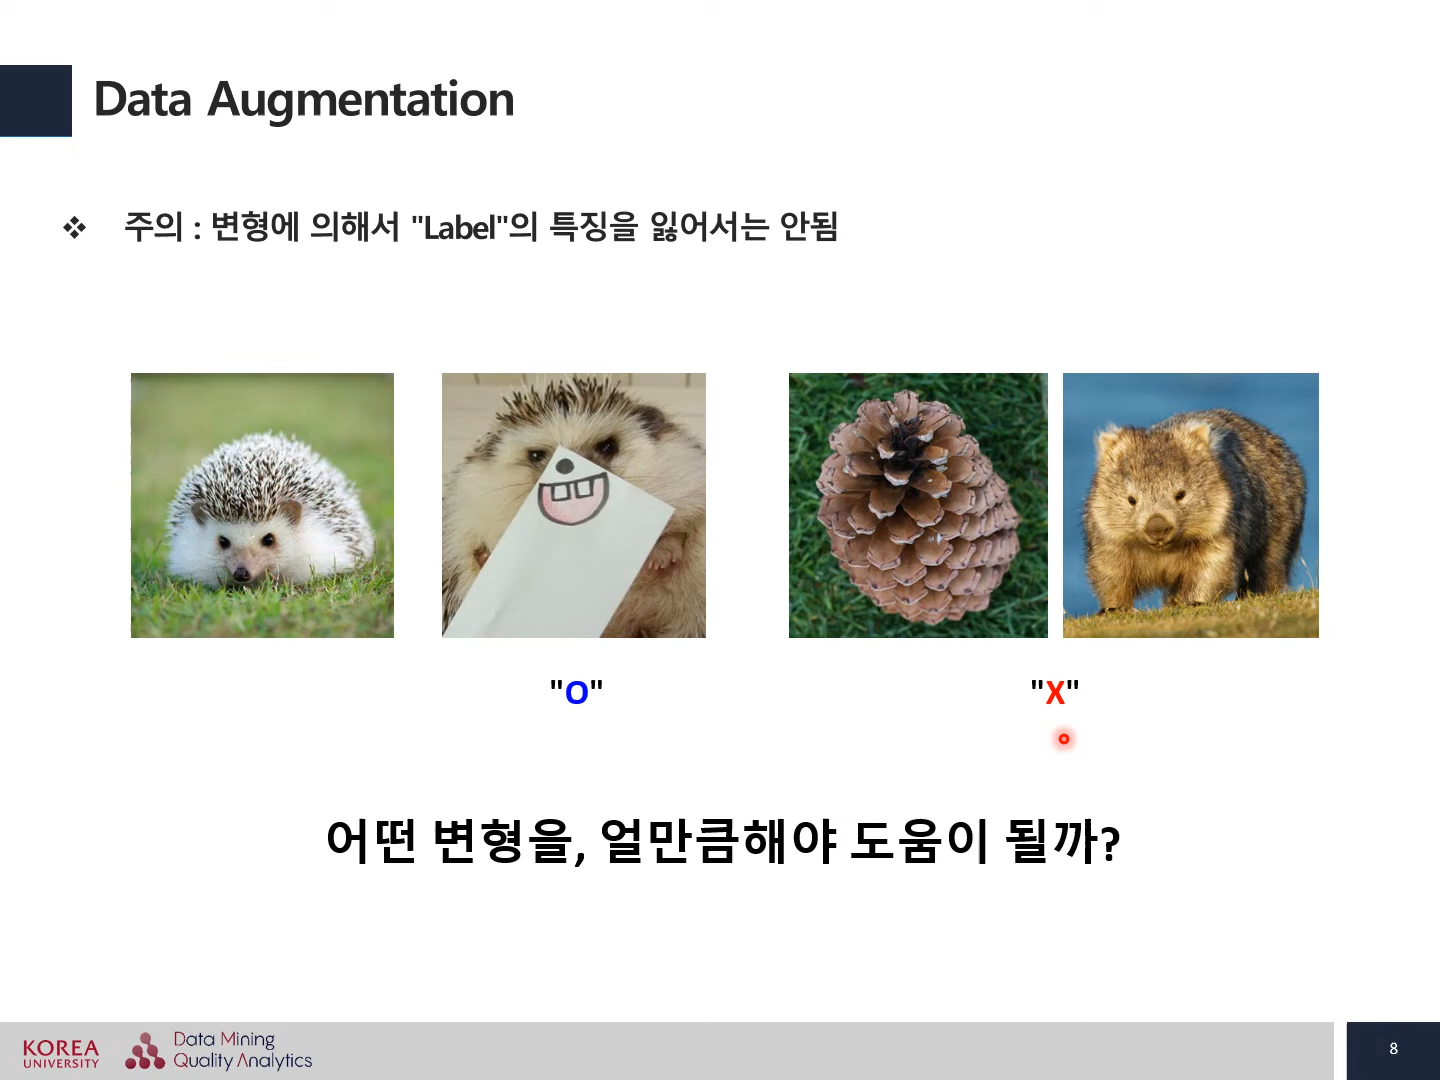 Data Augmentation
❖ 주의 : 변형에 의해서 "Label"의 특징을 잃어서는 안됨
"O"
"X"
어떤 변형을, 얼만큼해야 도움이 될까?
KOREA
UNIVERSITY
Data Mining
Quality Analytics
8